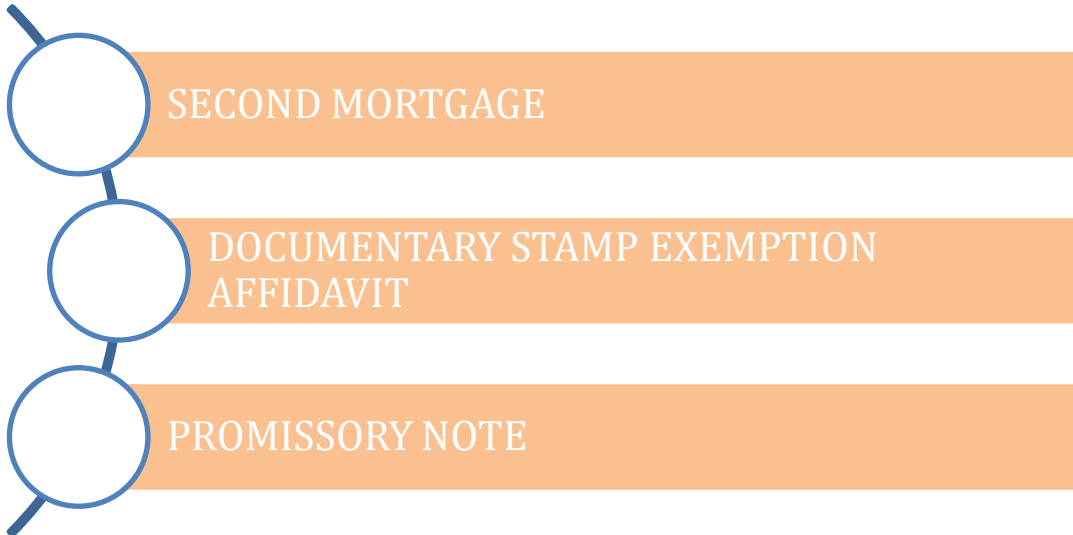 SECOND MORTGAGE
DOCUMENTARY STAMP EXEMPTION
AFFIDAVIT
PROMISSORY NOTE